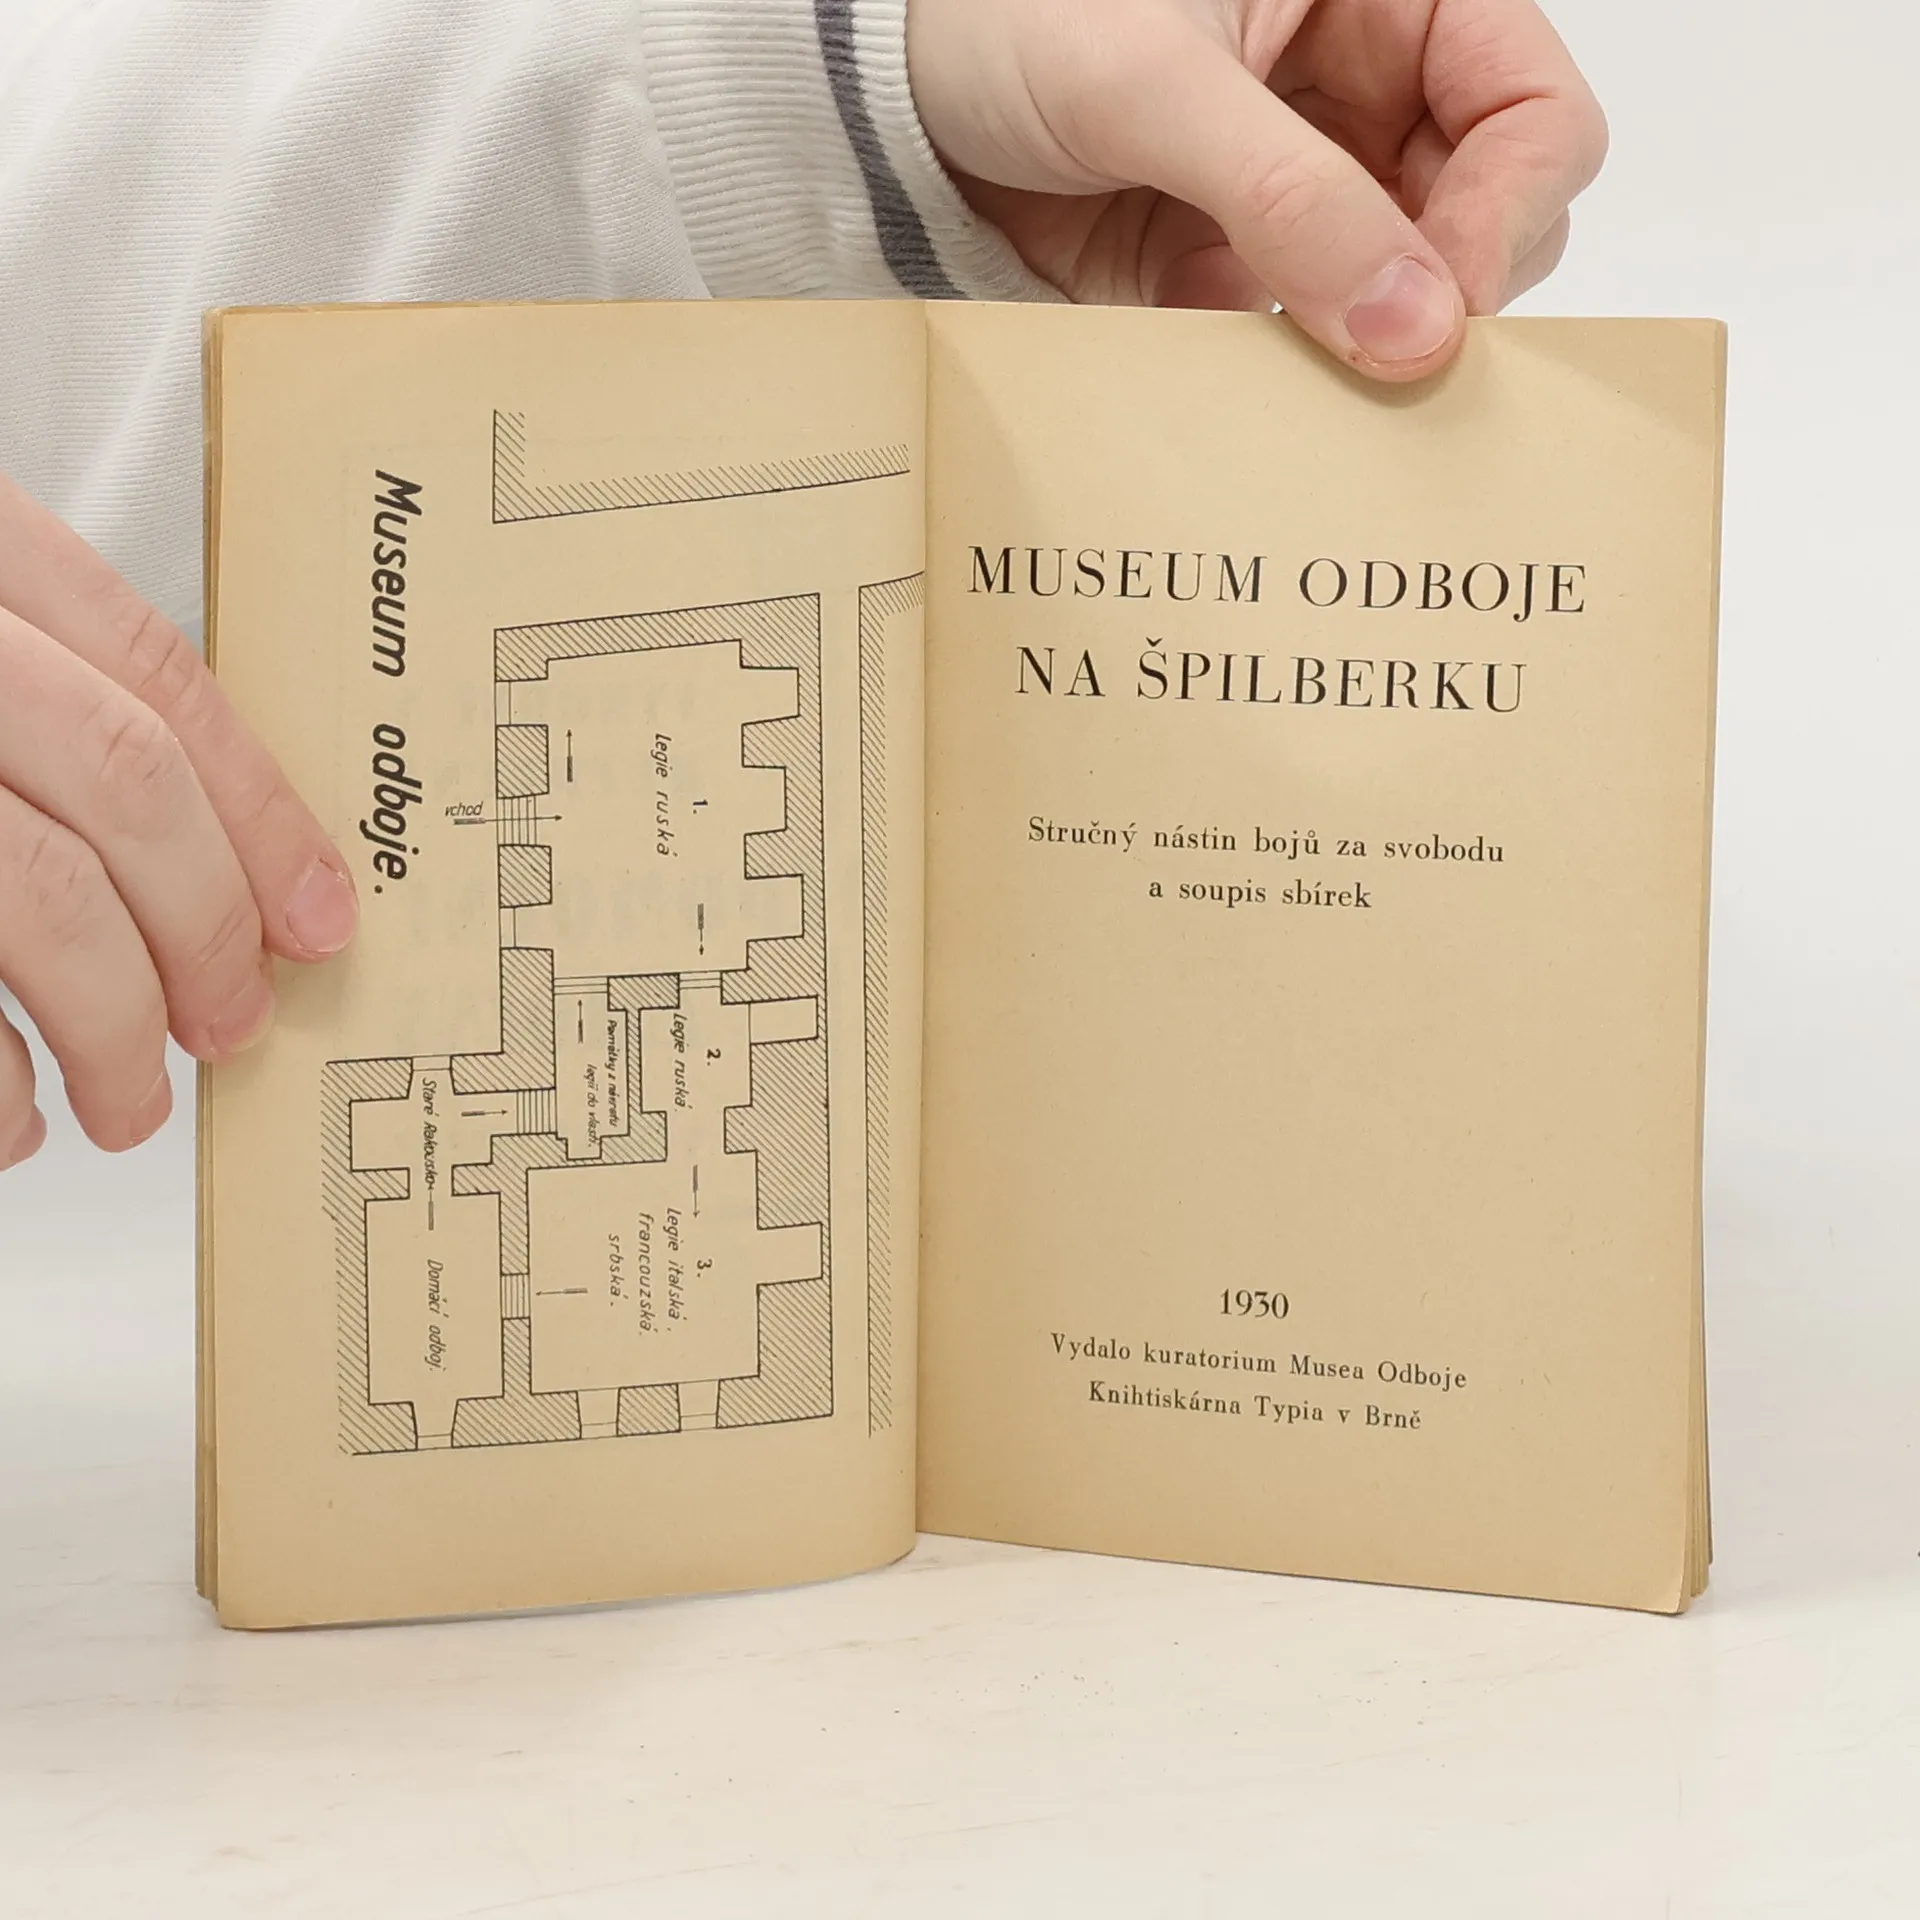 Museum odboje.
vchod
1.
Legie ruská
2.
Legie ruská.
Památky z návratu
legií do vlasti.
3.
Legie italská,
francouzská.
srbská.
Staré Rakousko
Domácí odboj.
MUSEUM ODBOJE
NA ŠPILBERKU
Stručný nástin bojů za svobodu
a soupis sbírek
1930
Vydalo kuratorium Musea Odboje
Knihtiskárna Typia v Brně